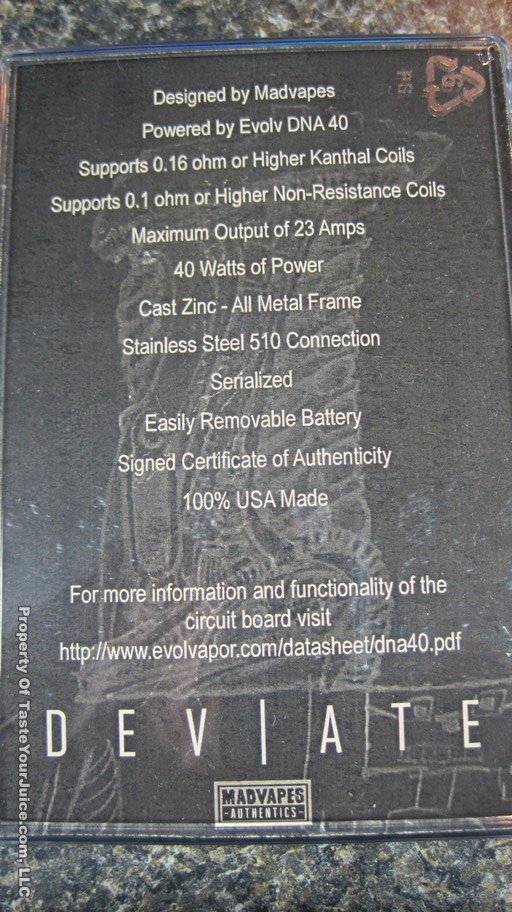 Designed by Madvapes
Powered by Evolv DNA 40
Supports 0.16 ohm or Higher Kanthal Coils
Supports 0.1 ohm or Higher Non-Resistance Coils
Maximum Output of 23 Amps
40 Watts of Power
Cast Zinc - All Metal Frame
Stainless Steel 510 Connection
Serialized
Easily Removable Battery
Signed Certificate of Authenticity
100% USA Made
For more information and functionality of the
circuit board visit
http://www.evolvapor.com/datasheet/dna40.pdf
DEV|ATE
MADVAPES
-AUTHENTICS-
Property Of TasteYourJuice.com, LLC